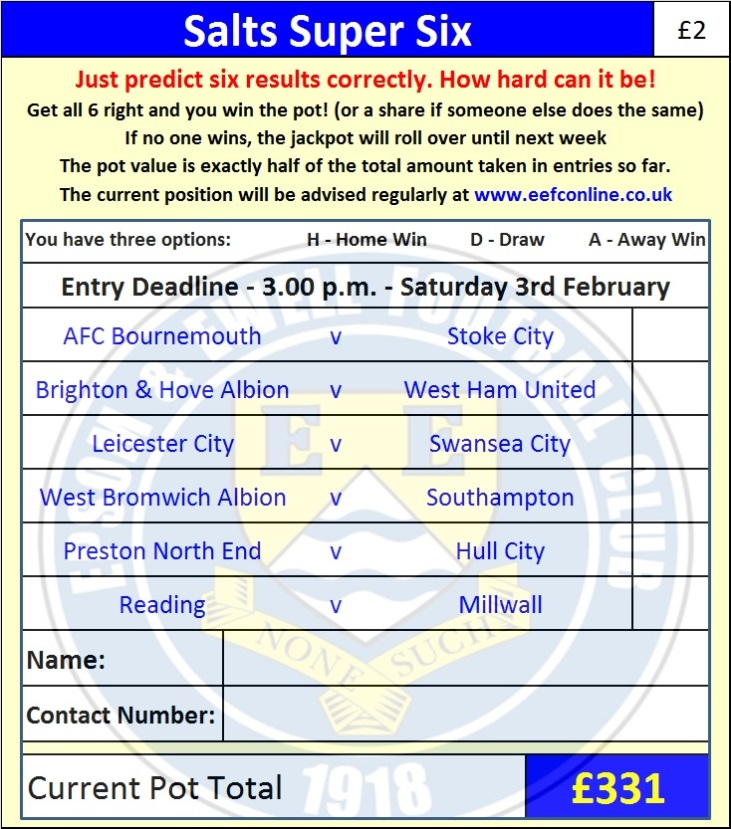 Salts Super Six £2
Just predict six results correctly. How hard can it be!
Get all 6 right and you win the pot! (or a share if someone else does the same)
If no one wins, the jackpot will roll over until next week
The pot value is exactly half of the total amount taken in entries so far.
The current position will be advised regularly at www.eefconline.co.uk
You have three options: H - Home Win D - Draw A - Away Win
Entry Deadline - 3.00 p.m. - Saturday 3rd February
AFC Bournemouth v Stoke City
Brighton & Hove Albion v West Ham United
Leicester City v Swansea City
West Bromwich Albion v Southampton
Preston North End v Hull City
Reading v Millwall
Name:
Contact Number:
Current Pot Total £331
EPSOM & EWELL FOOTBALL CLUB
E E
NONE SUCH
1918